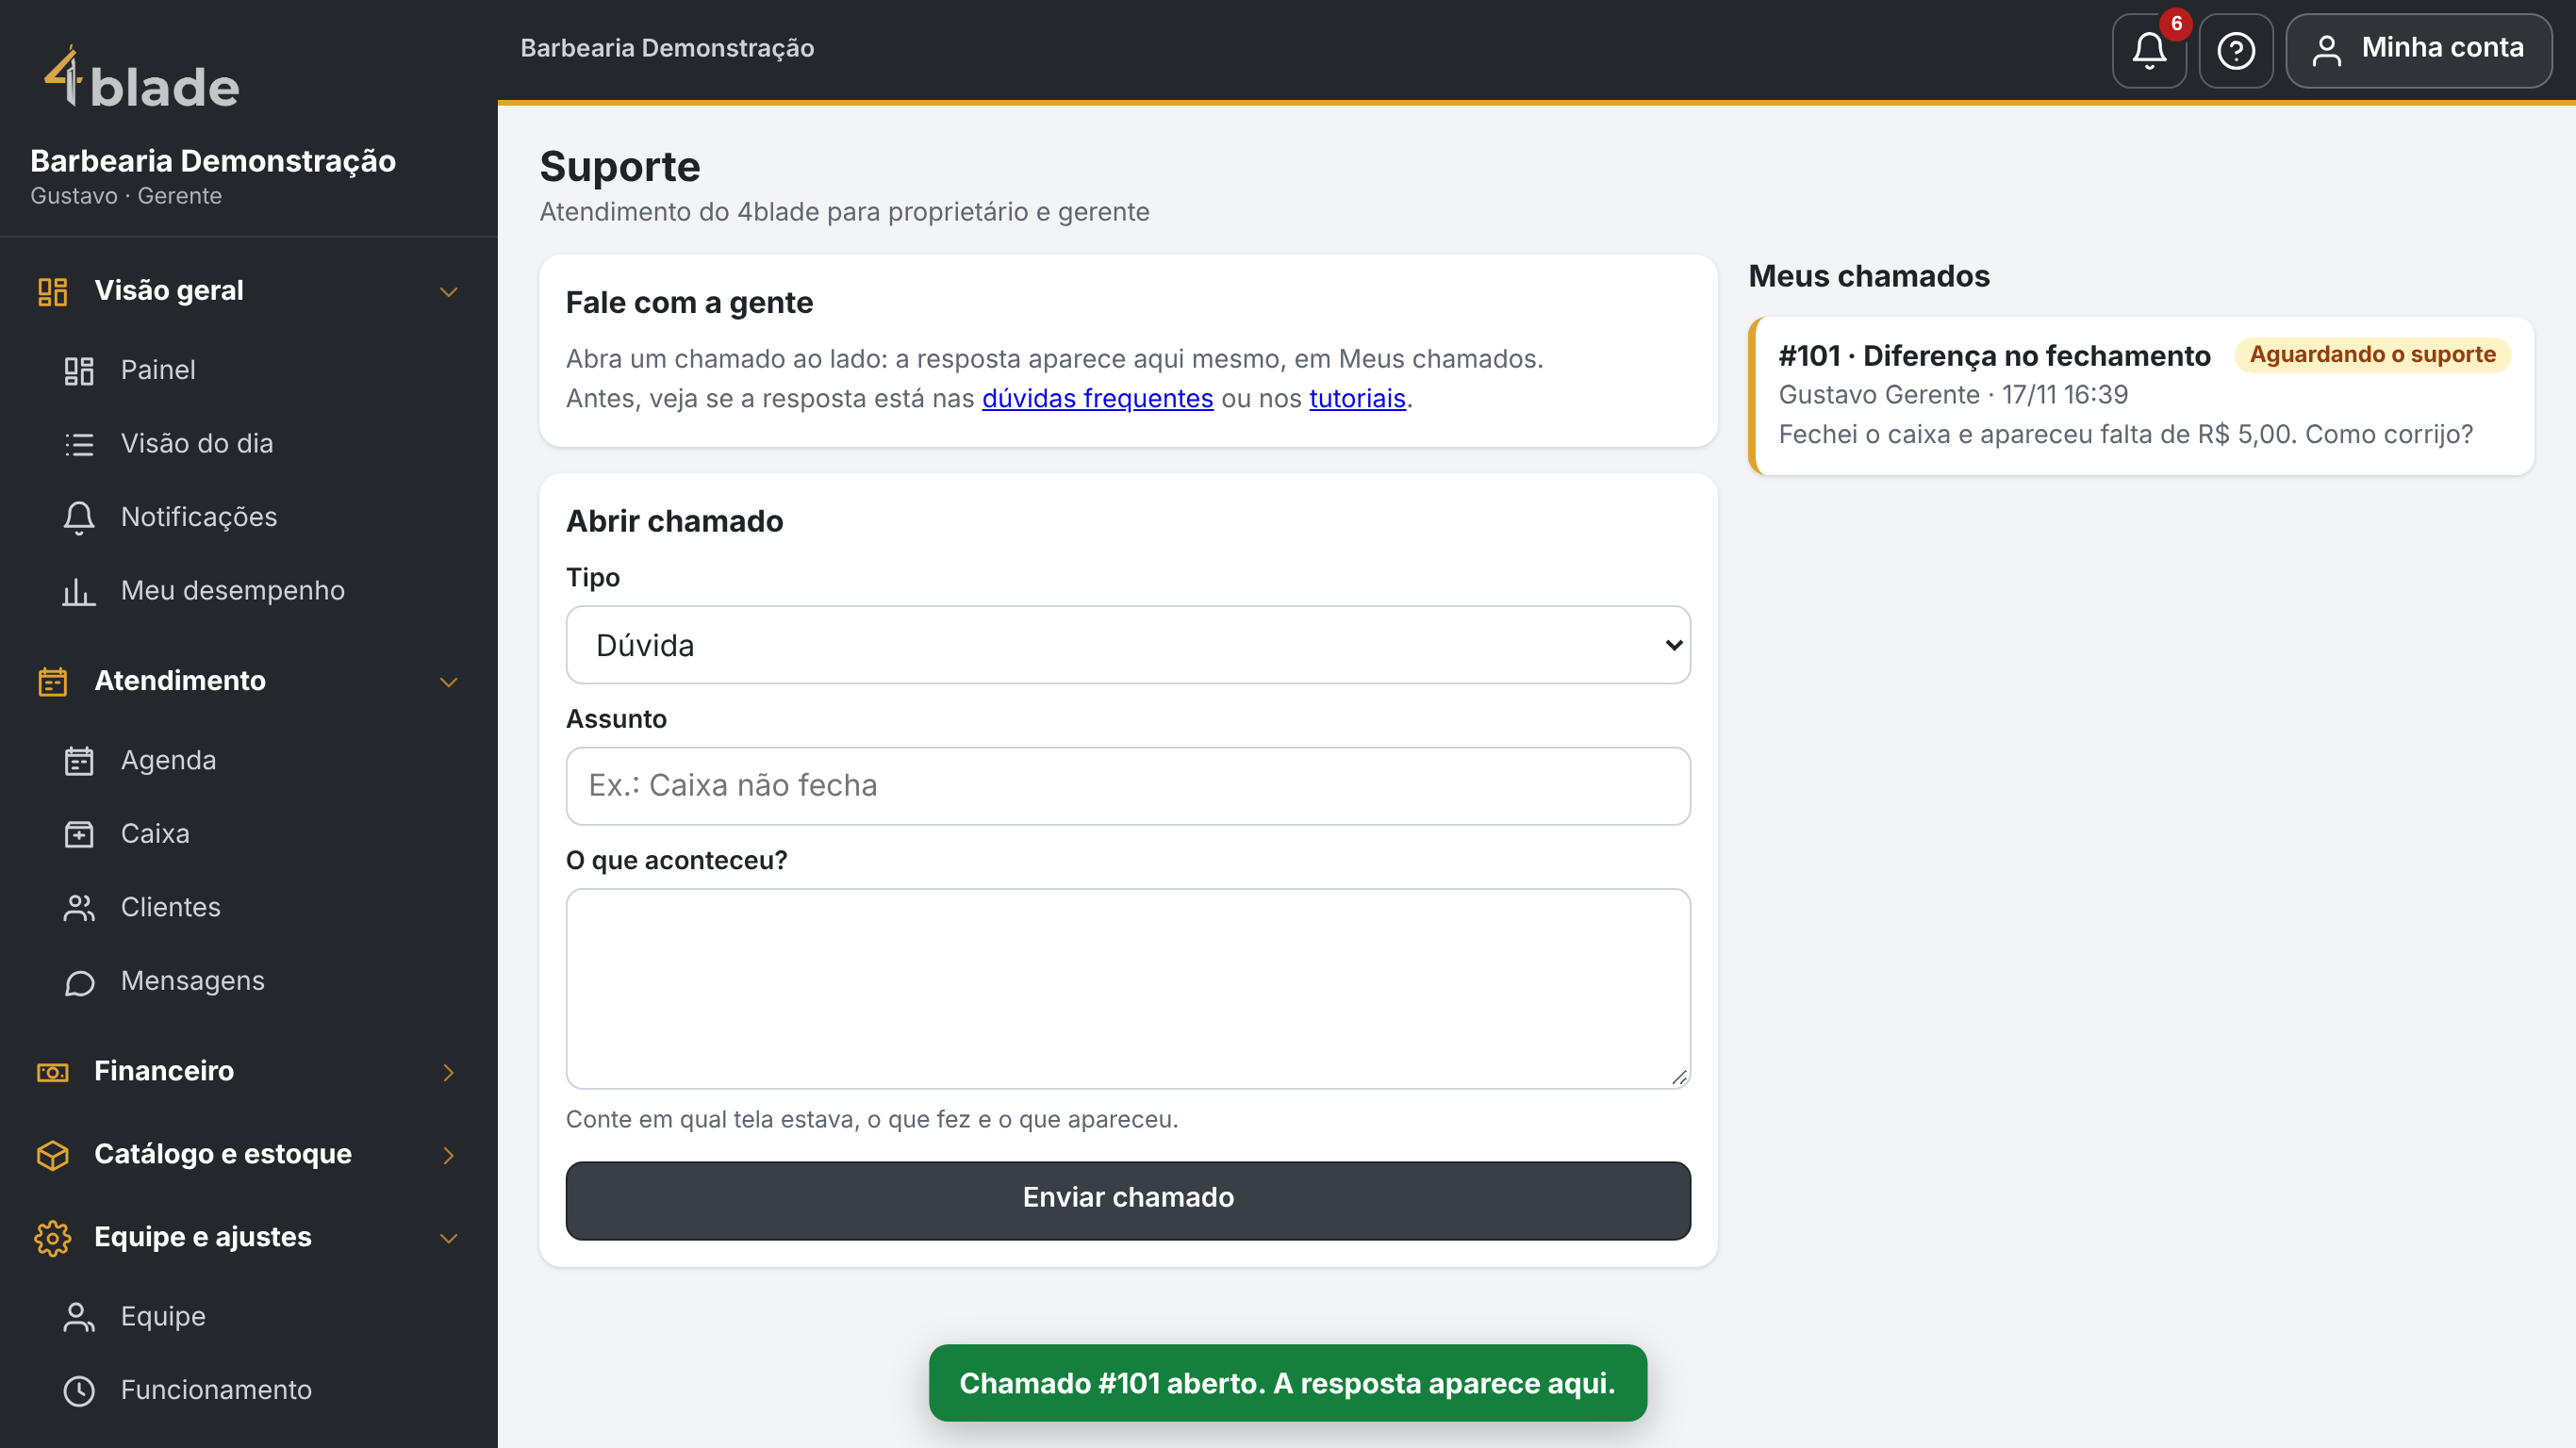 4blade
Barbearia Demonstração
Gustavo · Gerente
Visão geral
Painel
Visão do dia
Notificações
Meu desempenho
Atendimento
Agenda
Caixa
Clientes
Mensagens
Financeiro
Catálogo e estoque
Equipe e ajustes
Equipe
Funcionamento
Barbearia Demonstração
6
Minha conta
Suporte
Atendimento do 4blade para proprietário e gerente
Fale com a gente
Abra um chamado ao lado: a resposta aparece aqui mesmo, em Meus chamados.
Antes, veja se a resposta está nas dúvidas frequentes ou nos tutoriais.
Abrir chamado
Tipo
Dúvida
Assunto
Ex.: Caixa não fecha
O que aconteceu?
Conte em qual tela estava, o que fez e o que apareceu.
Enviar chamado
Meus chamados
#101 · Diferença no fechamento Aguardando o suporte
Gustavo Gerente · 17/11 16:39
Fechei o caixa e apareceu falta de R$ 5,00. Como corrijo?
Chamado #101 aberto. A resposta aparece aqui.